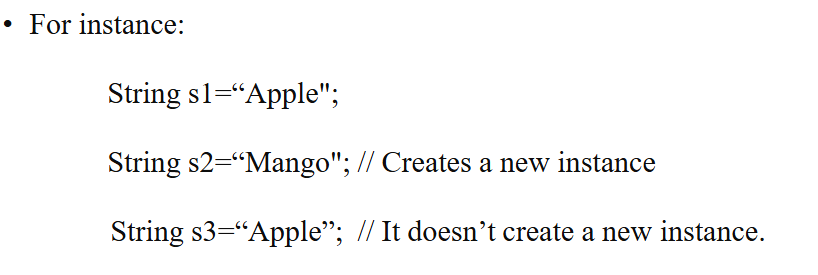 • For instance:
String s1=“Apple";
String s2=“Mango"; // Creates a new instance
String s3=“Apple”;  // It doesn’t create a new instance.